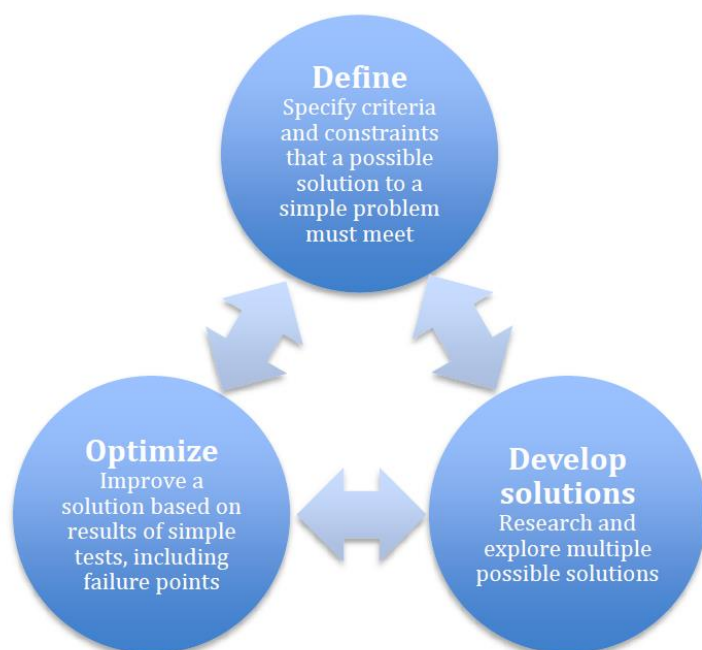 Define
Specify criteria
and constraints
that a possible
solution to a
simple problem
must meet
Optimize
Improve a
solution based on
results of simple
tests, including
failure points
Develop
solutions
Research and
explore multiple
possible solutions